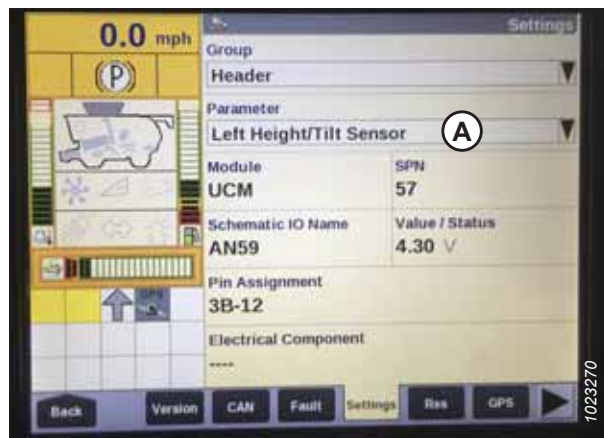 0.0 mph
Settings
Group
(P)
Header
Parameter
Left Height/Tilt Sensor
A
Module
SPN
UCM
57
Schematic IO Name
Value / Status
AN59
4.30 V
Pin Assignment
3B-12
Electrical Component
----
Back
Version
CAN
Fault
Settings
Res
GPS
1023270